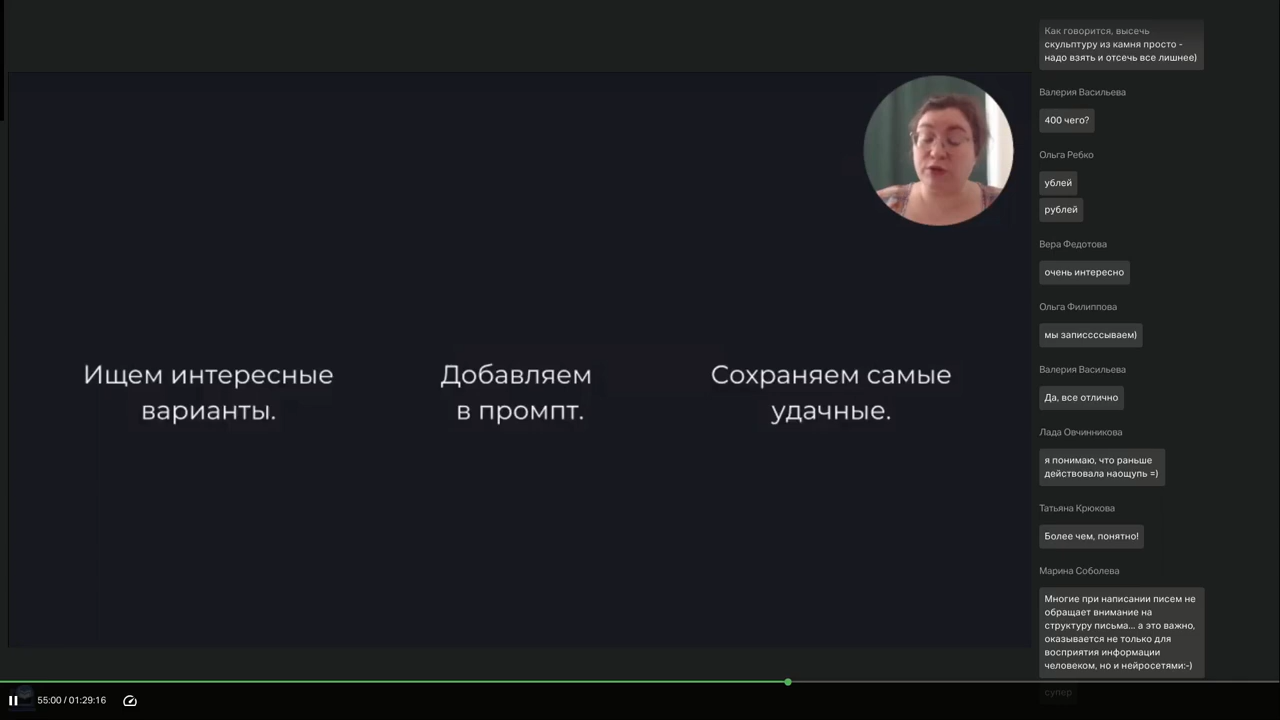 Ищем интересные
варианты.
Добавляем
в промпт.
Сохраняем самые
удачные.
Как говорится, высечь
скульптуру из камня просто -
надо взять и отсечь все лишнее)
Валерия Васильева
400 чего?
Ольга Ребко
ублей
рублей
Вера Федотова
очень интересно
Ольга Филиппова
мы записсссываем)
Валерия Васильева
Да, все отлично
Лада Овчинникова
я понимаю, что раньше
действовала наощупь =)
Татьяна Крюкова
Более чем, понятно!
Марина Соболева
Многие при написании писем не
обращает внимание на
структуру письма... а это важно,
оказывается не только для
восприятия информации
человеком, но и нейросетями:-)
супер
55:00 / 01:29:16